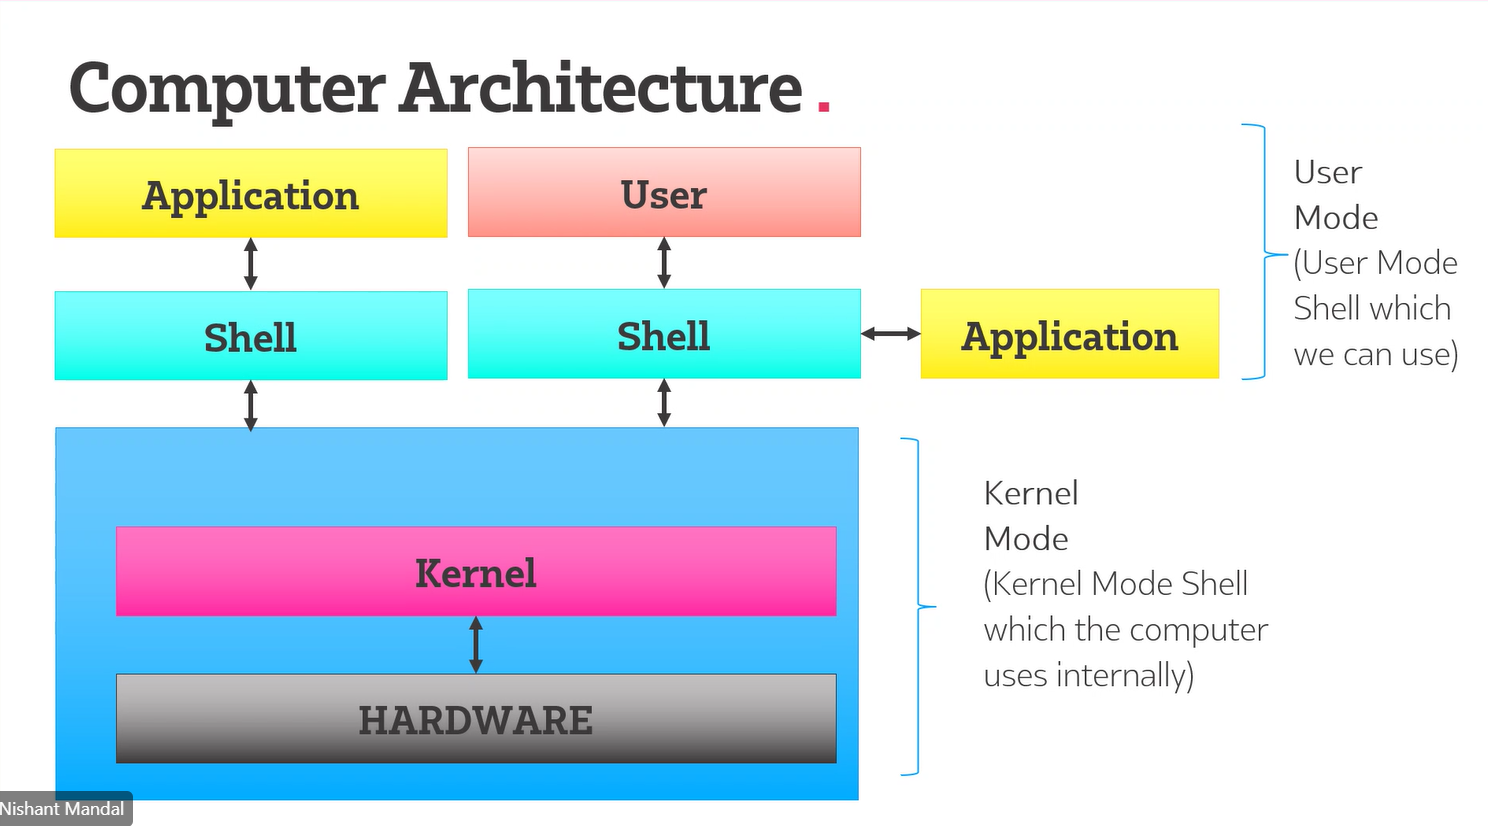 Computer Architecture .
Application
User
Shell
Shell
Application
User
Mode
(User Mode
Shell which
we can use)
Kernel
HARDWARE
Kernel
Mode
(Kernel Mode Shell
which the computer
uses internally)
Nishant Mandal